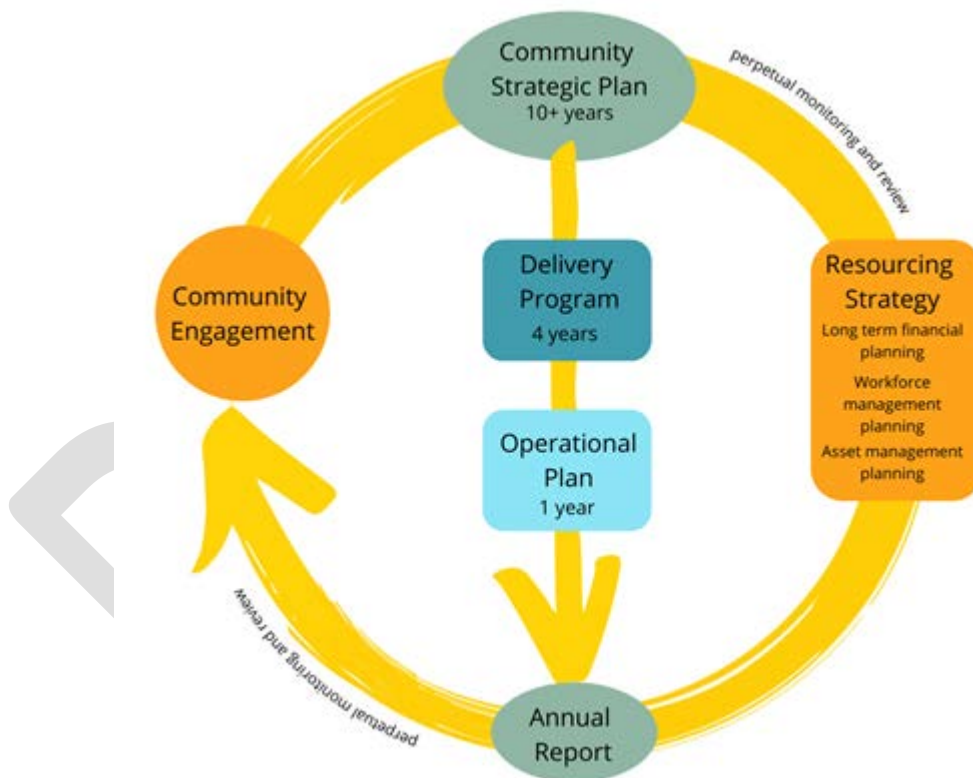 Community
Strategic Plan
10+ years
perpetual monitoring and review
Delivery
Program
4 years
Resourcing
Strategy
Long term financial
planning
Workforce
management
planning
Asset management
planning
Community
Engagement
Operational
Plan
1 year
perpetual monitoring and review
Annual
Report